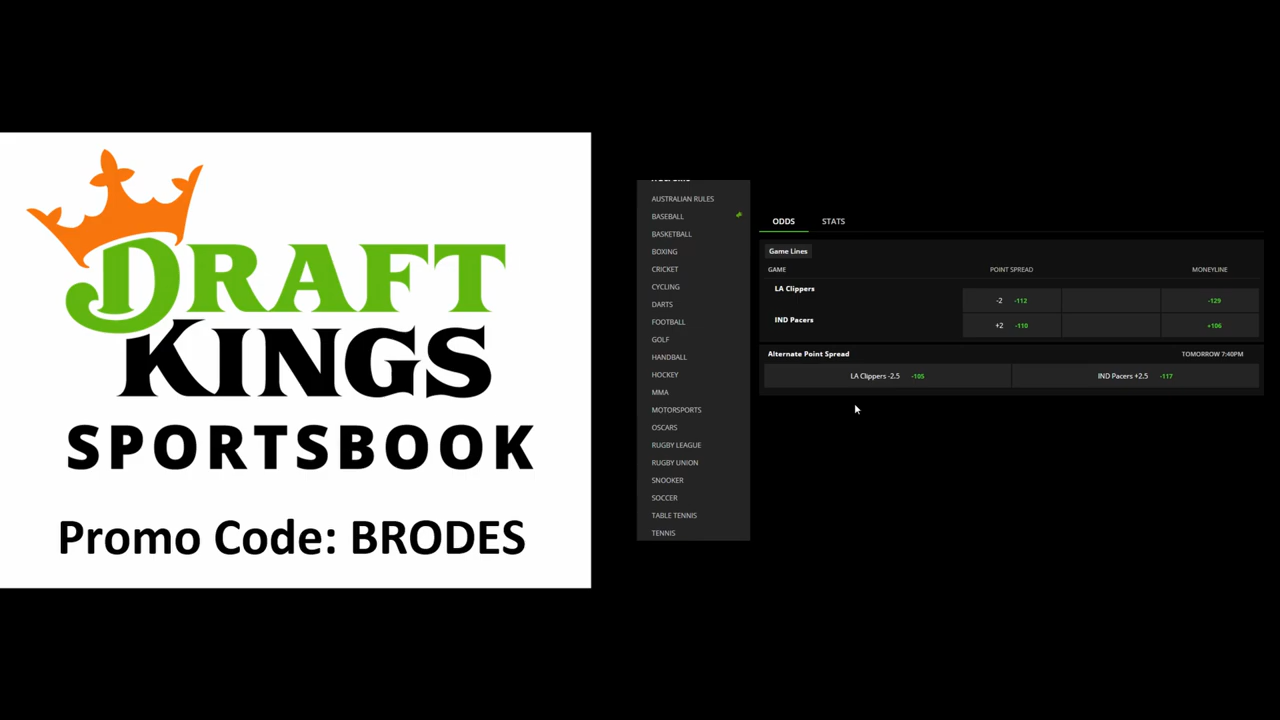 DRAFT
KINGS
SPORTSBOOK
Promo Code: BRODES
AUSTRALIAN RULES
BASEBALL
BASKETBALL
BOXING
CRICKET
CYCLING
DARTS
FOOTBALL
GOLF
HANDBALL
HOCKEY
MMA
MOTORSPORTS
OSCARS
RUGBY LEAGUE
RUGBY UNION
SNOOKER
SOCCER
TABLE TENNIS
TENNIS
ODDS STATS
Game Lines
GAME POINT SPREAD MONEYLINE
LA Clippers -2 -112 -129
IND Pacers +2 -110 +106
Alternate Point Spread TOMORROW 7:40PM
LA Clippers -2.5 -105 IND Pacers +2.5 -117